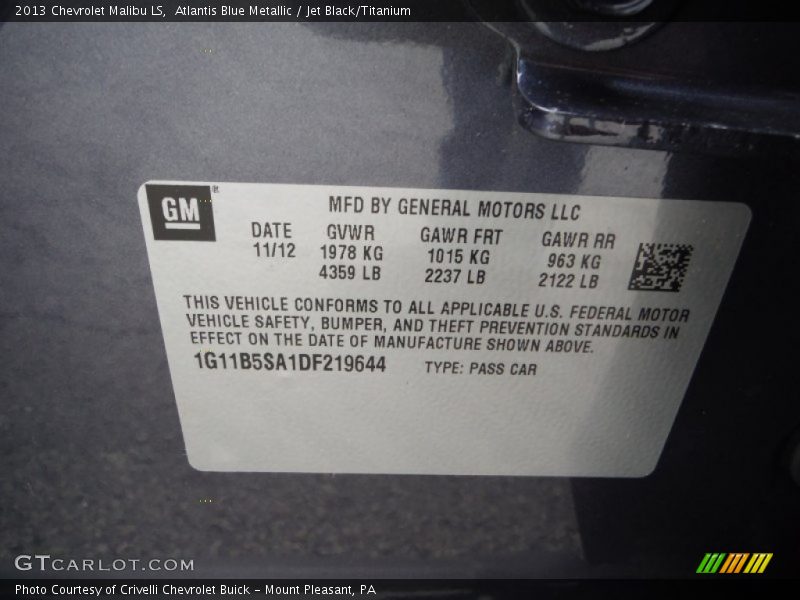 2013 Chevrolet Malibu LS,  Atlantis Blue Metallic / Jet Black/Titanium
GM®
MFD BY GENERAL MOTORS LLC
DATE GVWR GAWR FRT GAWR RR
11/12 1978 KG 1015 KG 963 KG
4359 LB 2237 LB 2122 LB
THIS VEHICLE CONFORMS TO ALL APPLICABLE U.S. FEDERAL MOTOR
VEHICLE SAFETY, BUMPER, AND THEFT PREVENTION STANDARDS IN
EFFECT ON THE DATE OF MANUFACTURE SHOWN ABOVE.
1G11B5SA1DF219644 TYPE: PASS CAR
GTCARLOT.COM
Photo Courtesy of Crivelli Chevrolet Buick - Mount Pleasant, PA